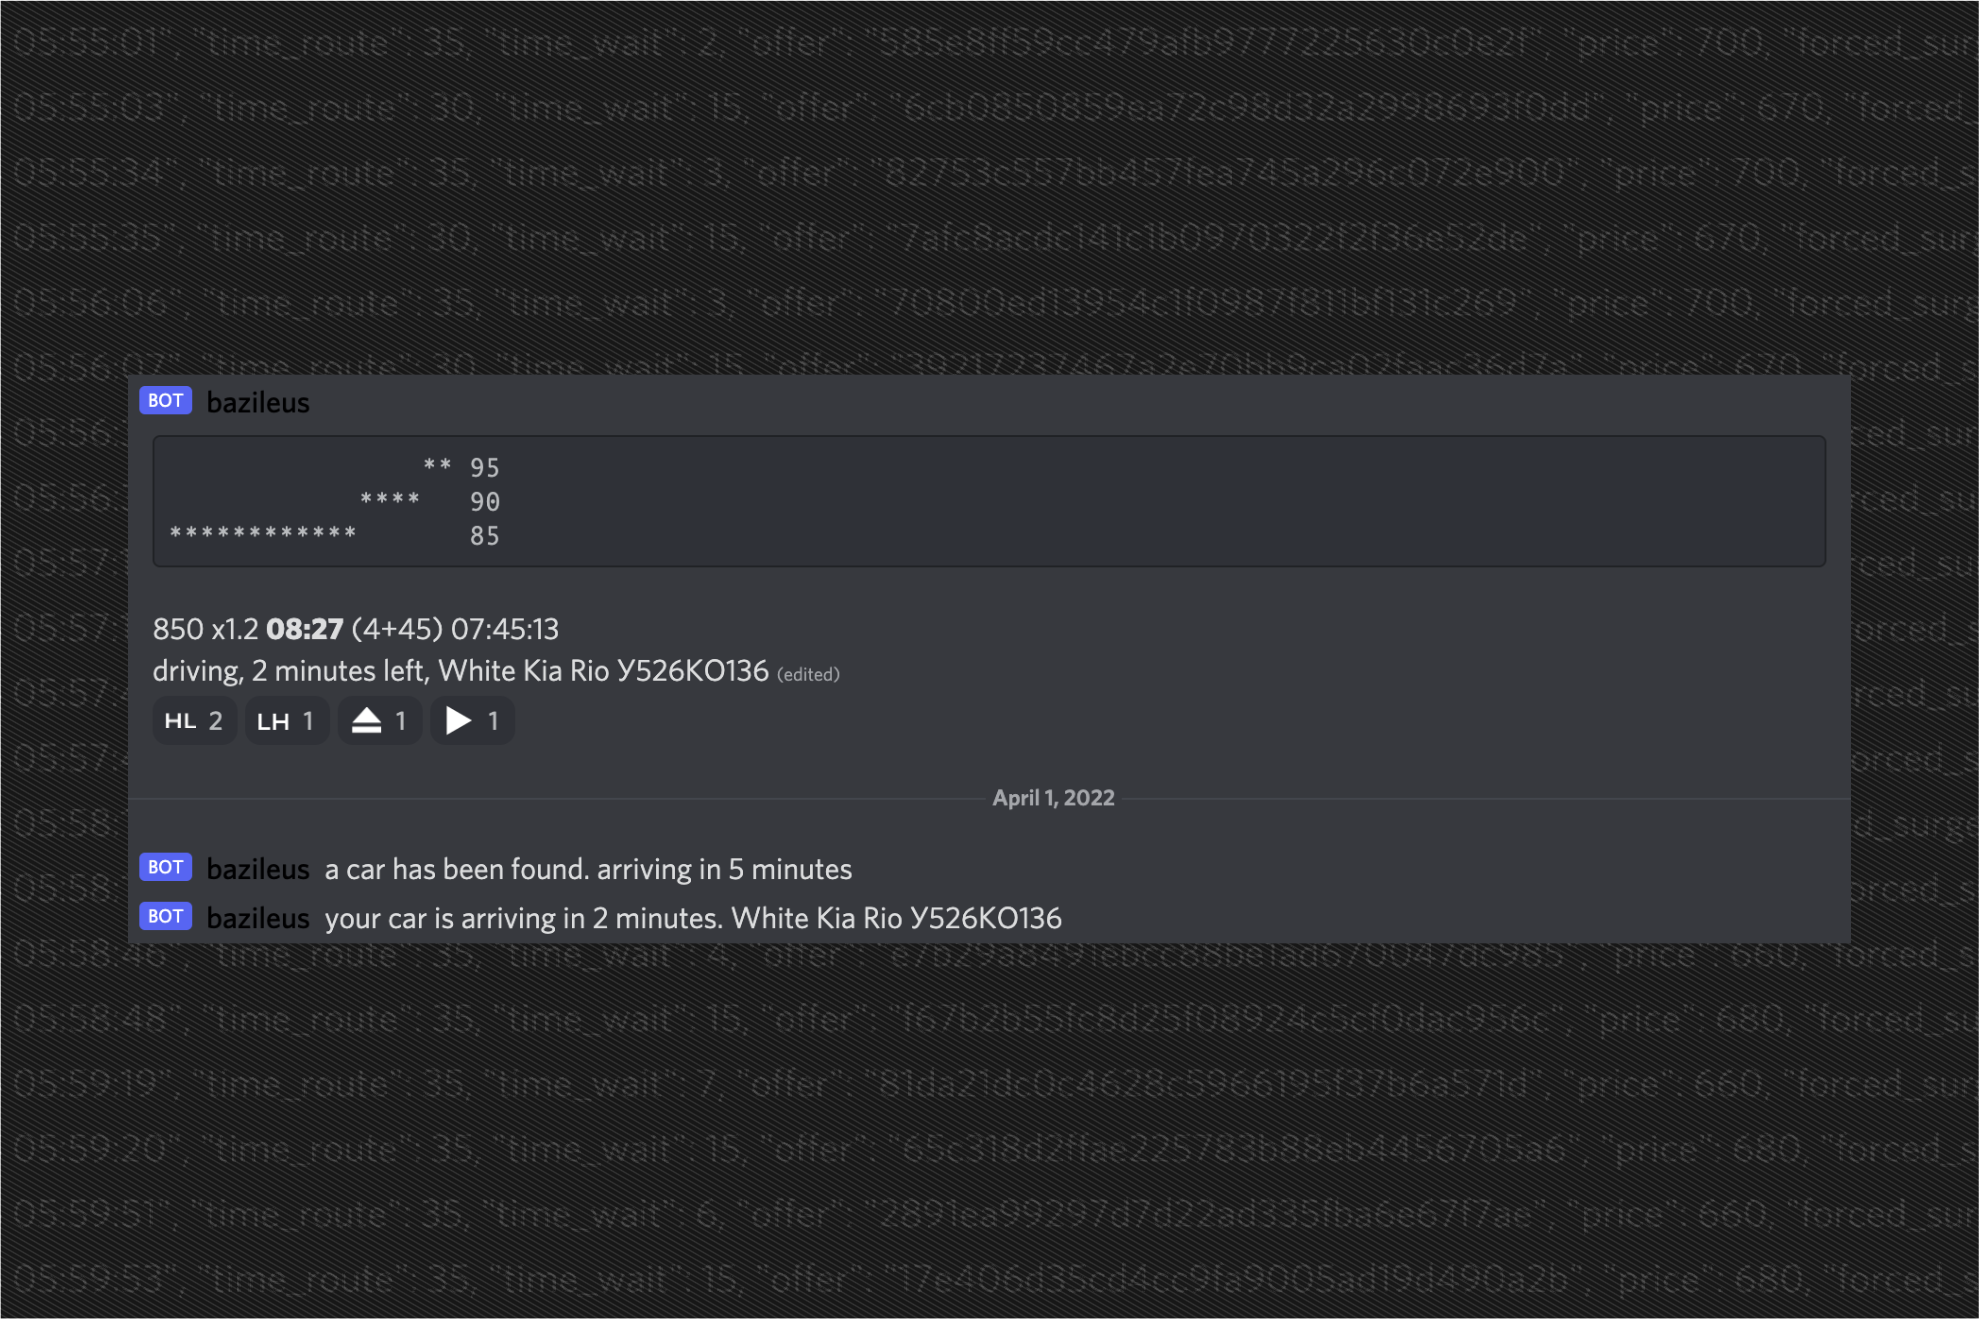 05:55:01", "time_route": 35, "time_wait": 2, "offer": "585e8ff59cc479afb9777225630c0e2f", "price": 700, "forced_sur
05:55:03", "time_route": 30, "time_wait": 15, "offer": "6cb0850859ea72c98d32a2998693f0dd", "price": 670, "forced_
05:55:34", "time_route": 35, "time_wait": 3, "offer": "82753c557bb457fea745a296c072e900", "price": 700, "forced_s
05:55:35", "time_route": 30, "time_wait": 15, "offer": "7afc8acdc141c1b0970322f2f36e52de", "price": 670, "forced_surg
05:56:06", "time_route": 35, "time_wait": 3, "offer": "70800ed13954c1f0987f811bf131c269", "price": 700, "forced_surg
05:56:07", "time_route": 30, "time_wait": 15, "offer": "price": 670, "forced_s
BOT bazileus
** 95
**** 90
************ 85
850 x1.2 08:27 (4+45) 07:45:13
driving, 2 minutes left, White Kia Rio У526КО136 (edited)
HL 2 LH 1 1 1
April 1, 2022
BOT bazileus a car has been found. arriving in 5 minutes
BOT bazileus your car is arriving in 2 minutes. White Kia Rio У526КО136
05:58:46", "time_route": 35, "time_wait": 4, "offer": "e7b29a8491ebcc88be1ad670047dc985", "price": 660, "forced_s
05:58:48", "time_route": 35, "time_wait": 15, "offer": "f67b2b55fc8d25f08924c5cf0dac956c", "price": 680, "forced_su
05:59:19", "time_route": 35, "time_wait": 7, "offer": "81da21dc0c4628c5966195f37b6a571d", "price": 660, "forced_sur
05:59:20", "time_route": 35, "time_wait": 15, "offer": "65c318d2ffae225783b88eb4456705a6", "price": 680, "forced_s
05:59:51", "time_route": 35, "time_wait": 6, "offer": "2891ea99297d7d22ad335fba6e67f7ae", "price": 660, "forced_sur
05:59:53", "time_route": 35, "time_wait": 15, "offer": "17e406d35cd4cc9fa9005ad19d490a2b", "price": 680, "forced_s